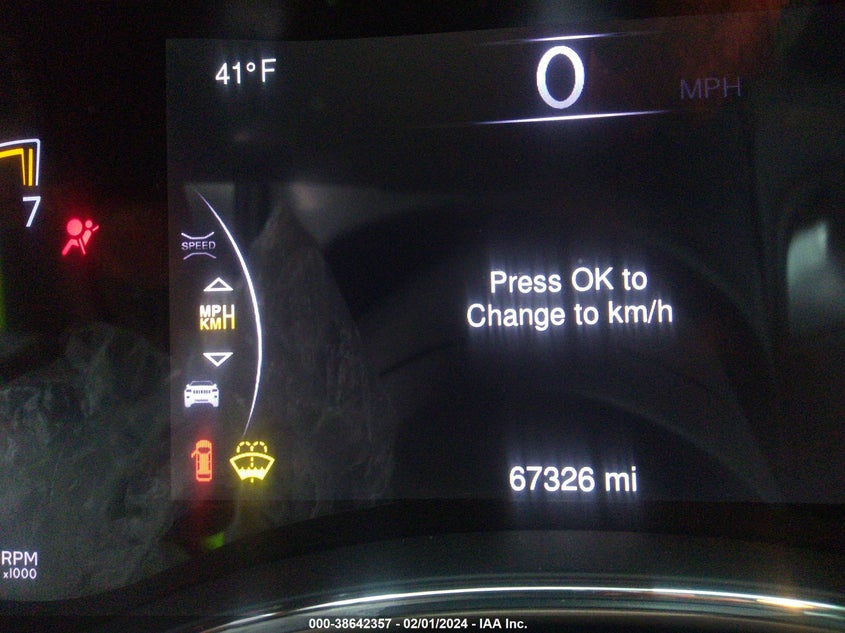 41°F
0 MPH
7
SPEED
MPH
KMH
Press OK to
Change to km/h
67326 mi
RPM
x1000
000-38642357 - 02/01/2024 - IAA Inc.